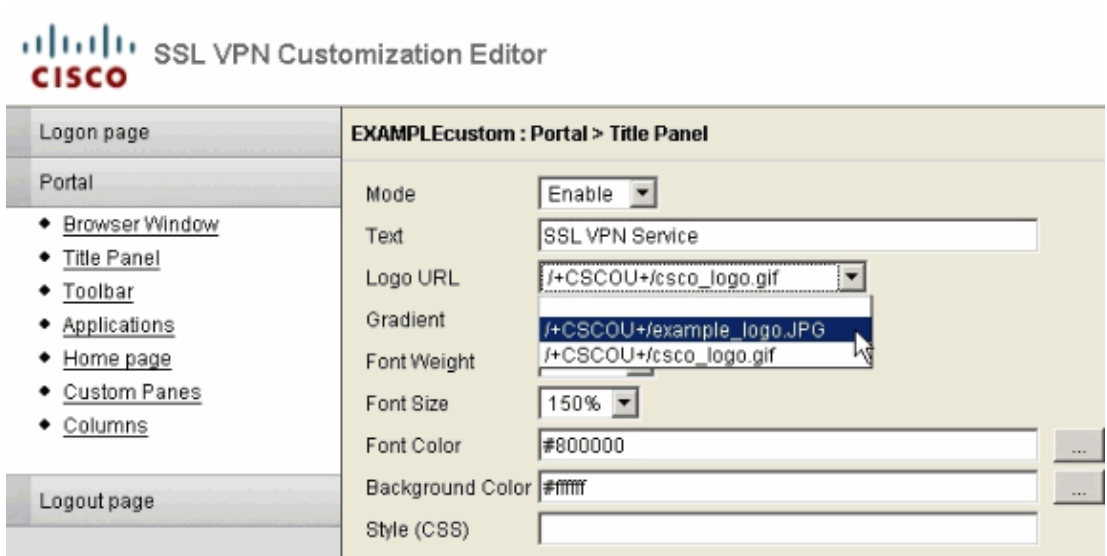 CISCO SSL VPN Customization Editor
Logon page
Portal
Browser Window
Title Panel
Toolbar
Applications
Home page
Custom Panes
Columns
Logout page
EXAMPLEcustom : Portal > Title Panel
Mode Enable
Text SSL VPN Service
Logo URL /+CSCOU+/csco_logo.gif
/+CSCOU+/example_logo.JPG
/+CSCOU+/csco_logo.gif
Gradient
Font Weight
Font Size 150%
Font Color #800000 ...
Background Color #ffffff ...
Style (CSS)